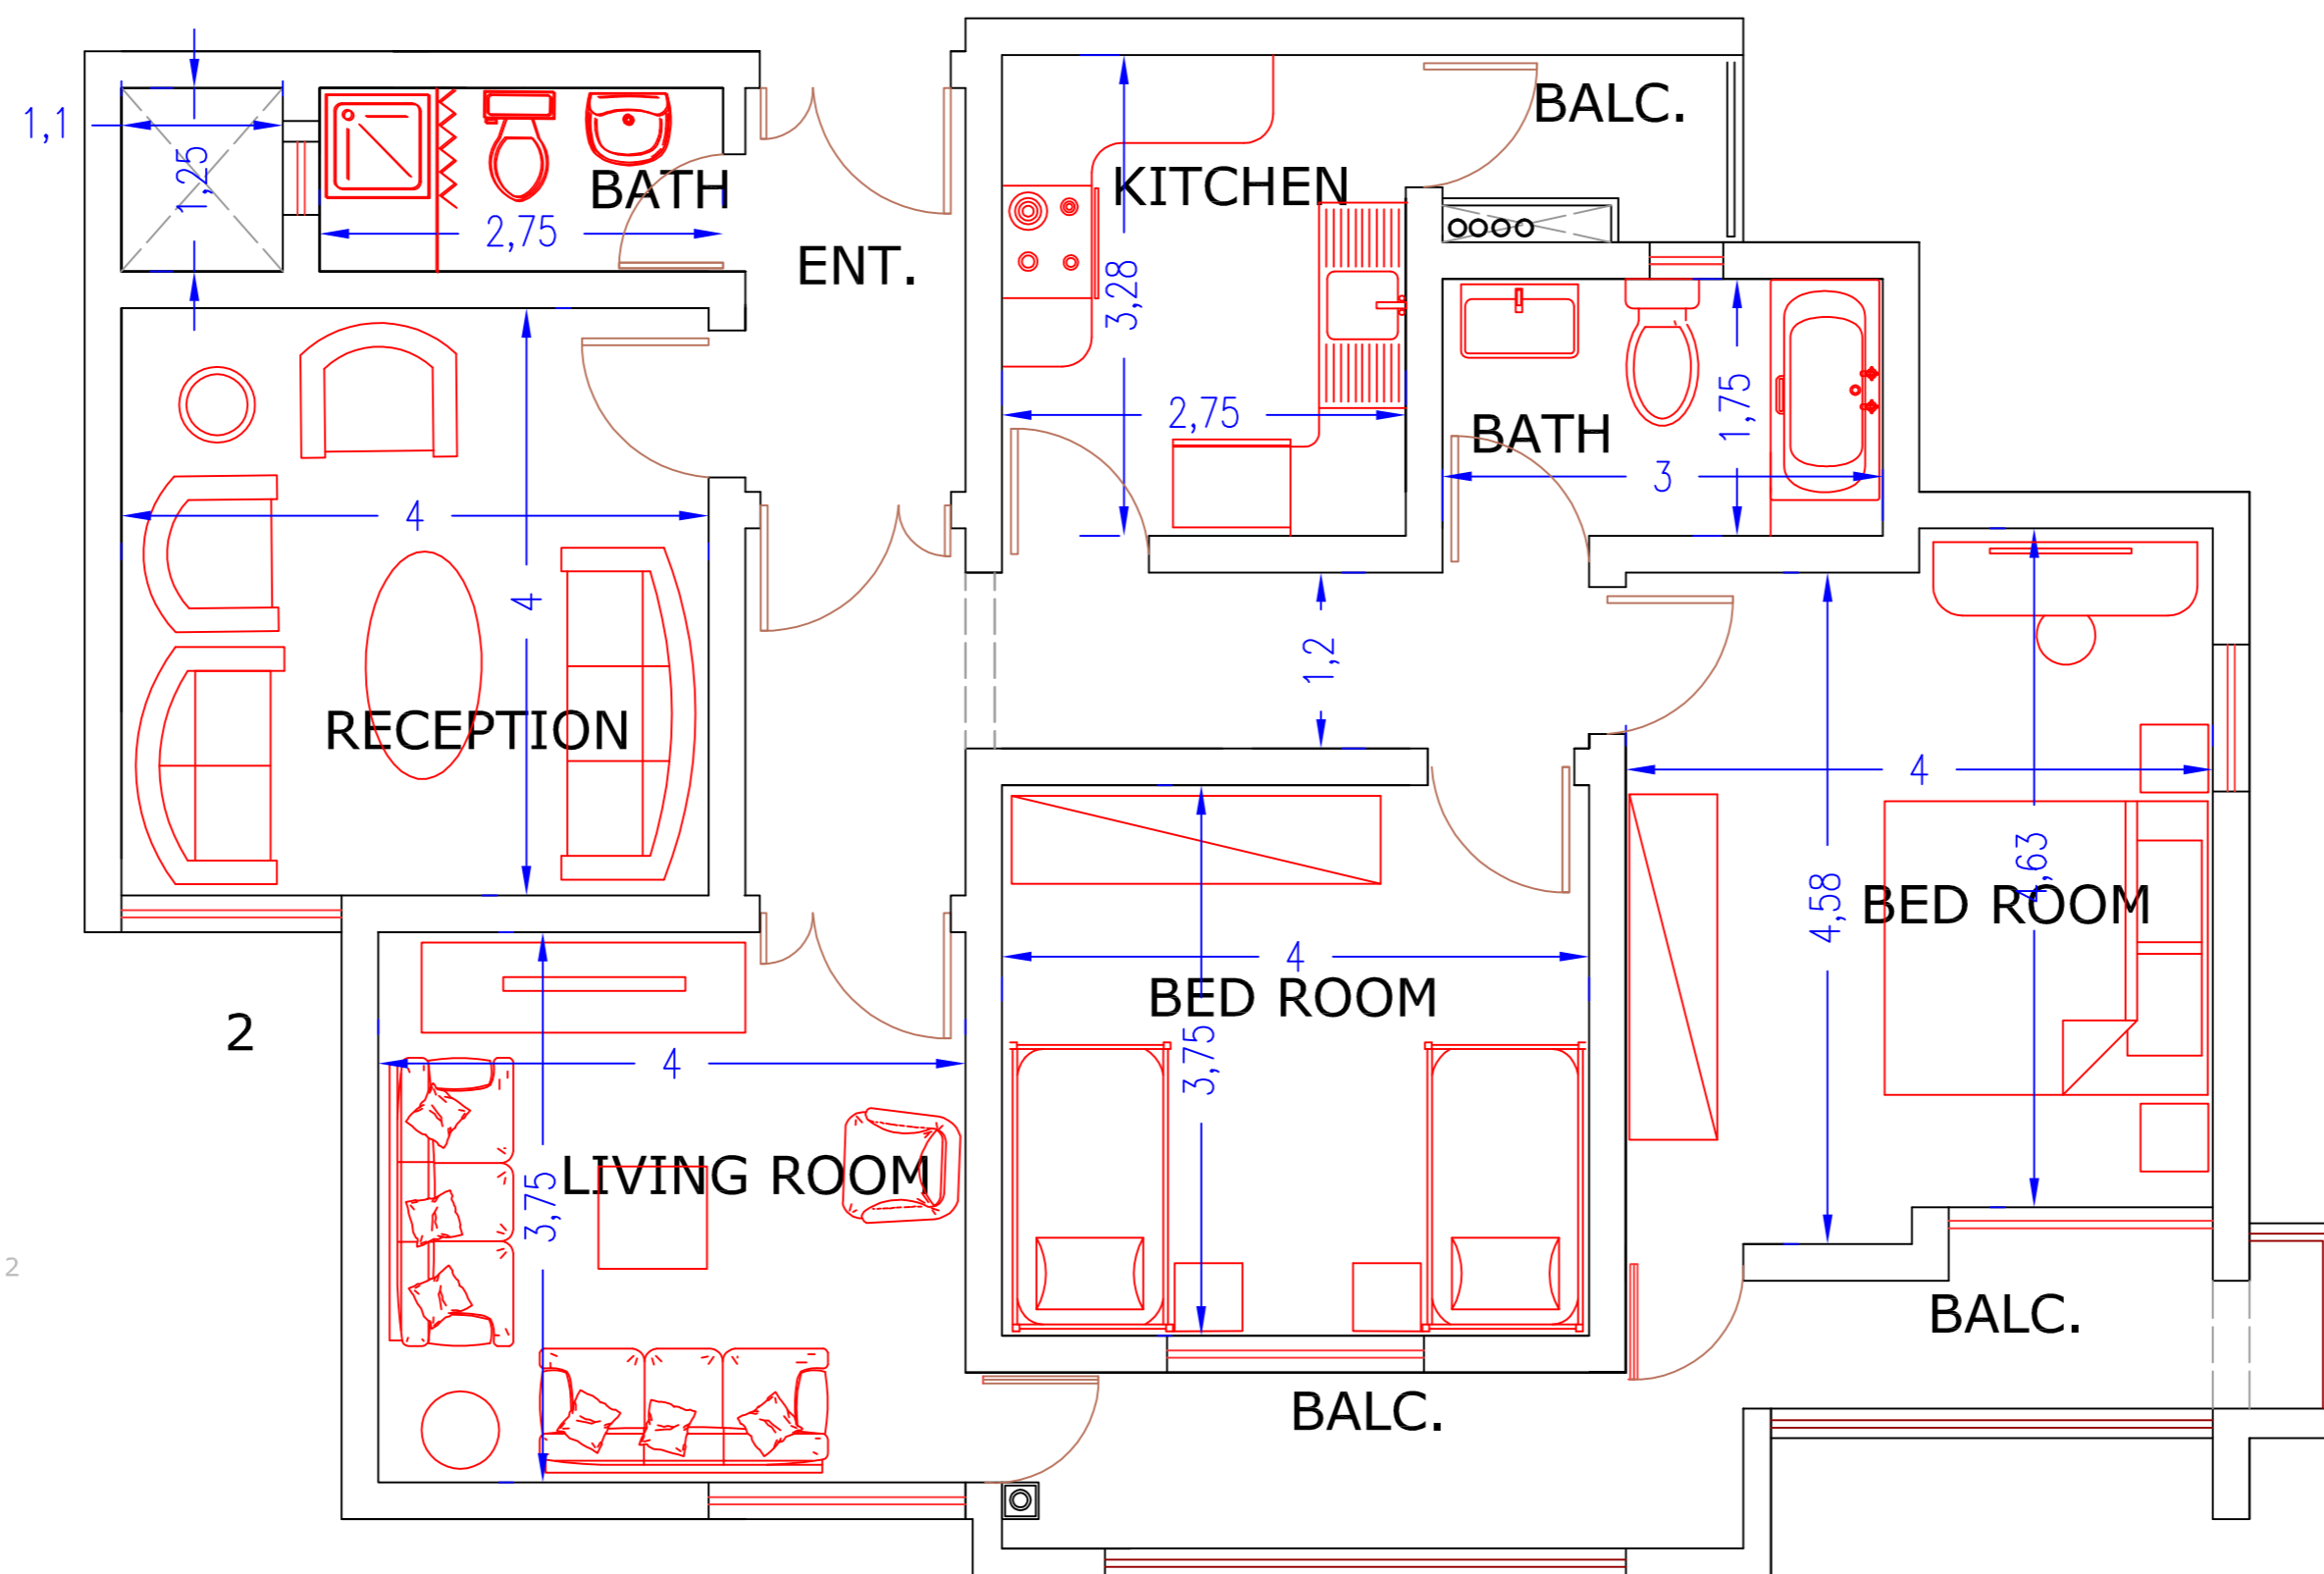 BALC.
1,1
1,25
BATH
KITCHEN
2,75
ENT.
3,28
1,75
2,75
BATH
3
4
4
1,2
RECEPTION
4
4,63
4,58
BED ROOM
4
BED ROOM
2
3,75
4
LIVING ROOM
3,75
2
BALC.
BALC.